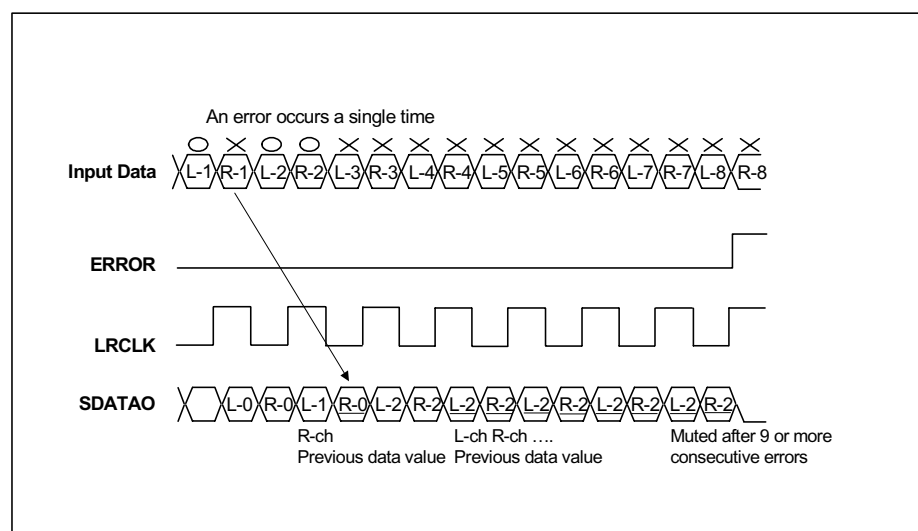 An error occurs a single time
Input Data L-1 R-1 L-2 R-2 L-3 R-3 L-4 R-4 L-5 R-5 L-6 R-6 L-7 R-7 L-8 R-8
ERROR
LRCLK
SDATAO L-0 R-0 L-1 R-0 L-2 R-2 L-2 R-2 L-2 R-2 L-2 R-2 L-2 R-2
R-ch L-ch R-ch .... Muted after 9 or more
Previous data value Previous data value consecutive errors